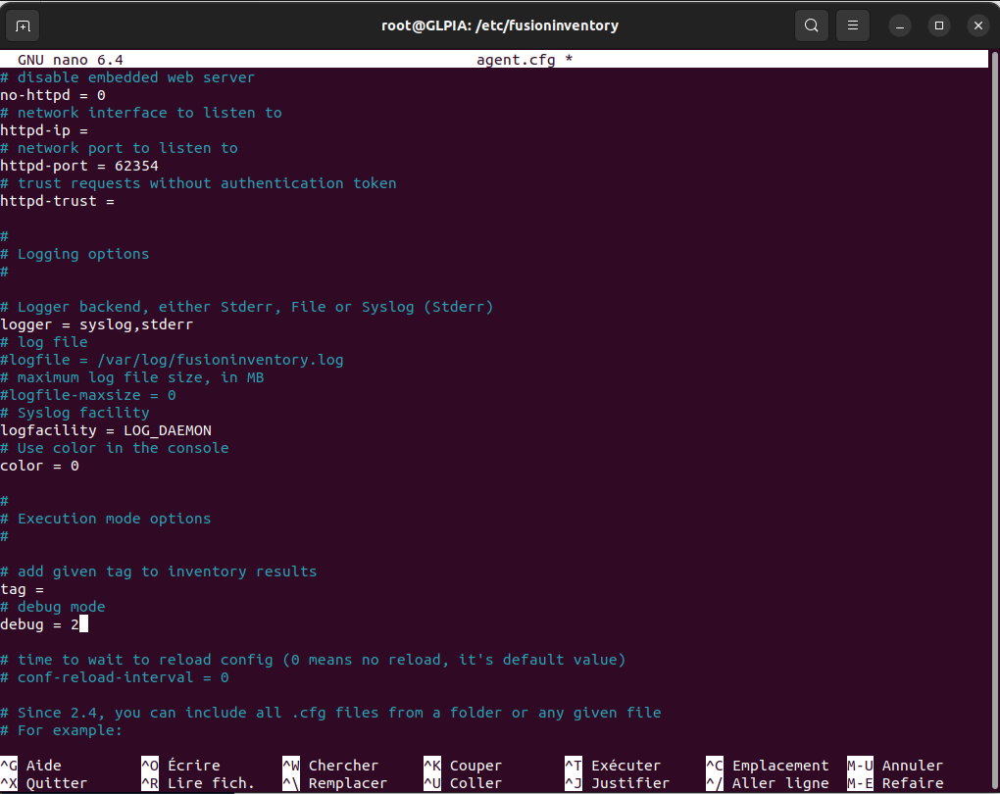 root@GLPIA: /etc/fusioninventory
GNU nano 6.4 agent.cfg *
# disable embedded web server
no-httpd = 0
# network interface to listen to
httpd-ip =
# network port to listen to
httpd-port = 62354
# trust requests without authentication token
httpd-trust =
#
# Logging options
#
# Logger backend, either Stderr, File or Syslog (Stderr)
logger = syslog,stderr
# log file
#logfile = /var/log/fusioninventory.log
# maximum log file size, in MB
#logfile-maxsize = 0
# Syslog facility
logfacility = LOG_DAEMON
# Use color in the console
color = 0
#
# Execution mode options
#
# add given tag to inventory results
tag =
# debug mode
debug = 2
# time to wait to reload config (0 means no reload, it's default value)
# conf-reload-interval = 0
# Since 2.4, you can include all .cfg files from a folder or any given file
# For example:
^G Aide ^O Écrire ^W Chercher ^K Couper ^T Exécuter ^C Emplacement M-U Annuler
^X Quitter ^R Lire fich. ^\ Remplacer ^U Coller ^J Justifier ^/ Aller ligne M-E Refaire